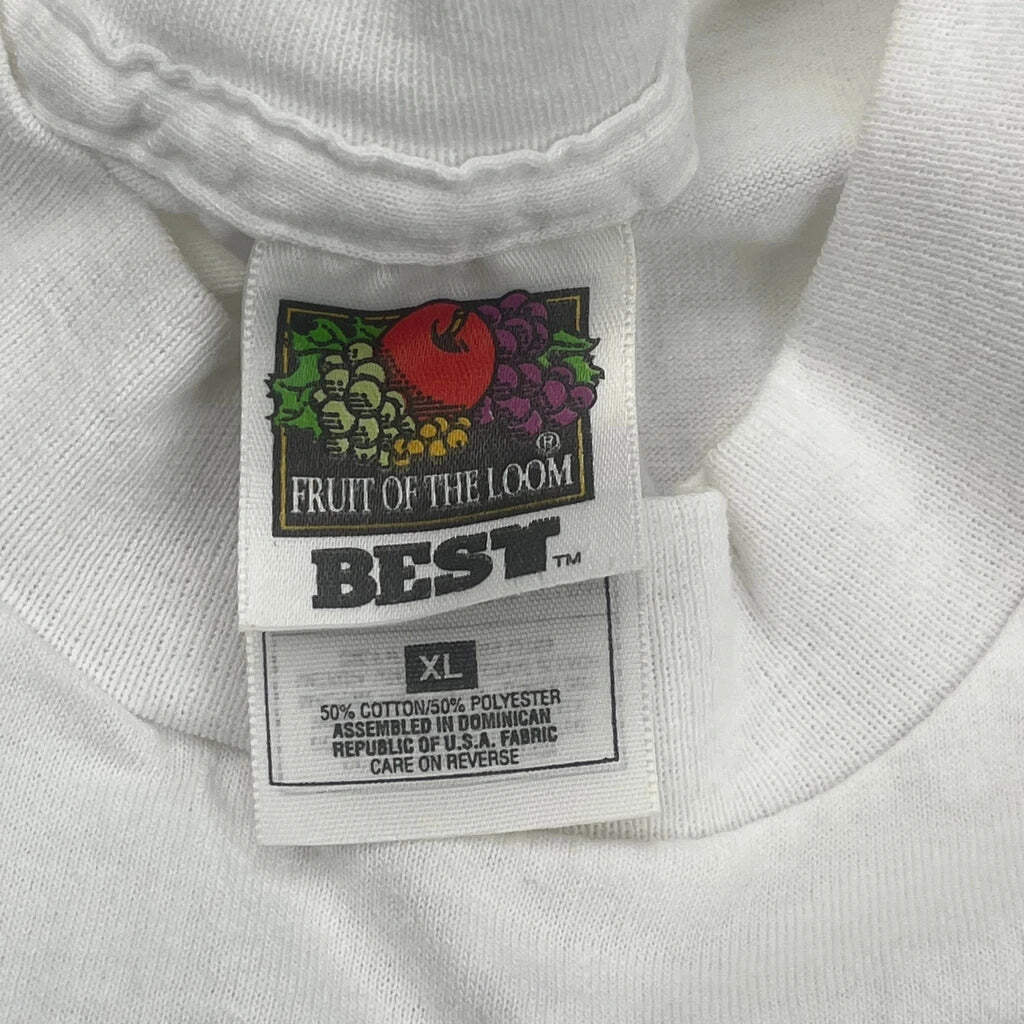 ®
FRUIT OF THE LOOM
BEST™
XL
50% COTTON/50% POLYESTER
ASSEMBLED IN DOMINICAN
REPUBLIC OF U.S.A. FABRIC
CARE ON REVERSE